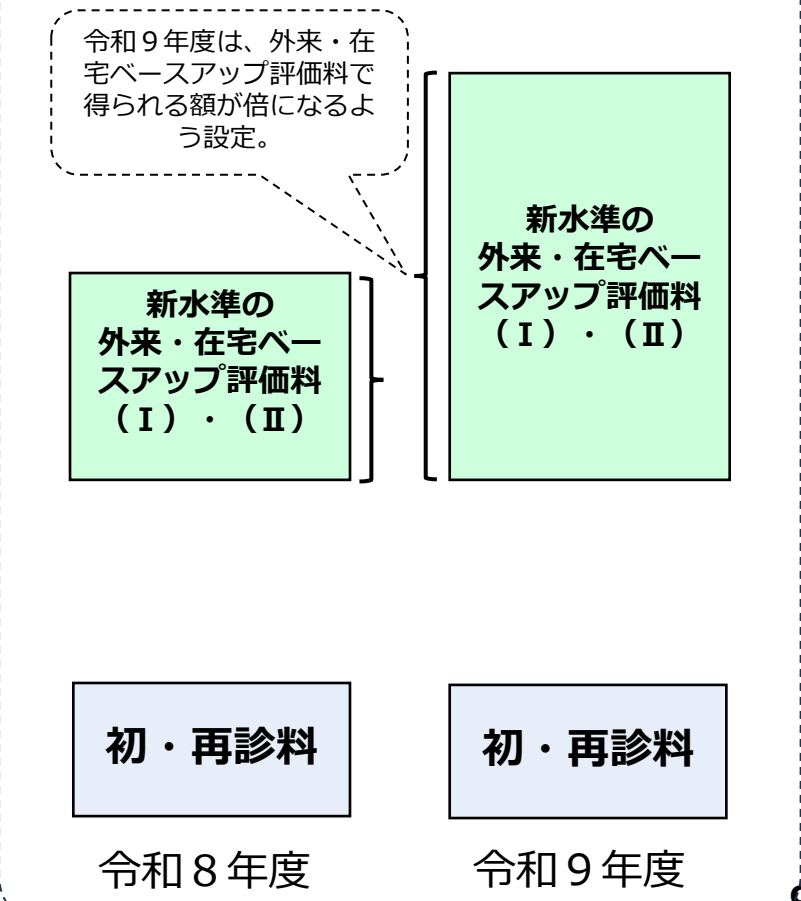 令和９年度は、外来・在
宅ベースアップ評価料で
得られる額が倍になるよ
う設定。
新水準の
外来・在宅ベー
スアップ評価料
（Ⅰ）・（Ⅱ）
新水準の
外来・在宅ベー
スアップ評価料
（Ⅰ）・（Ⅱ）
初・再診料
初・再診料
令和８年度
令和９年度